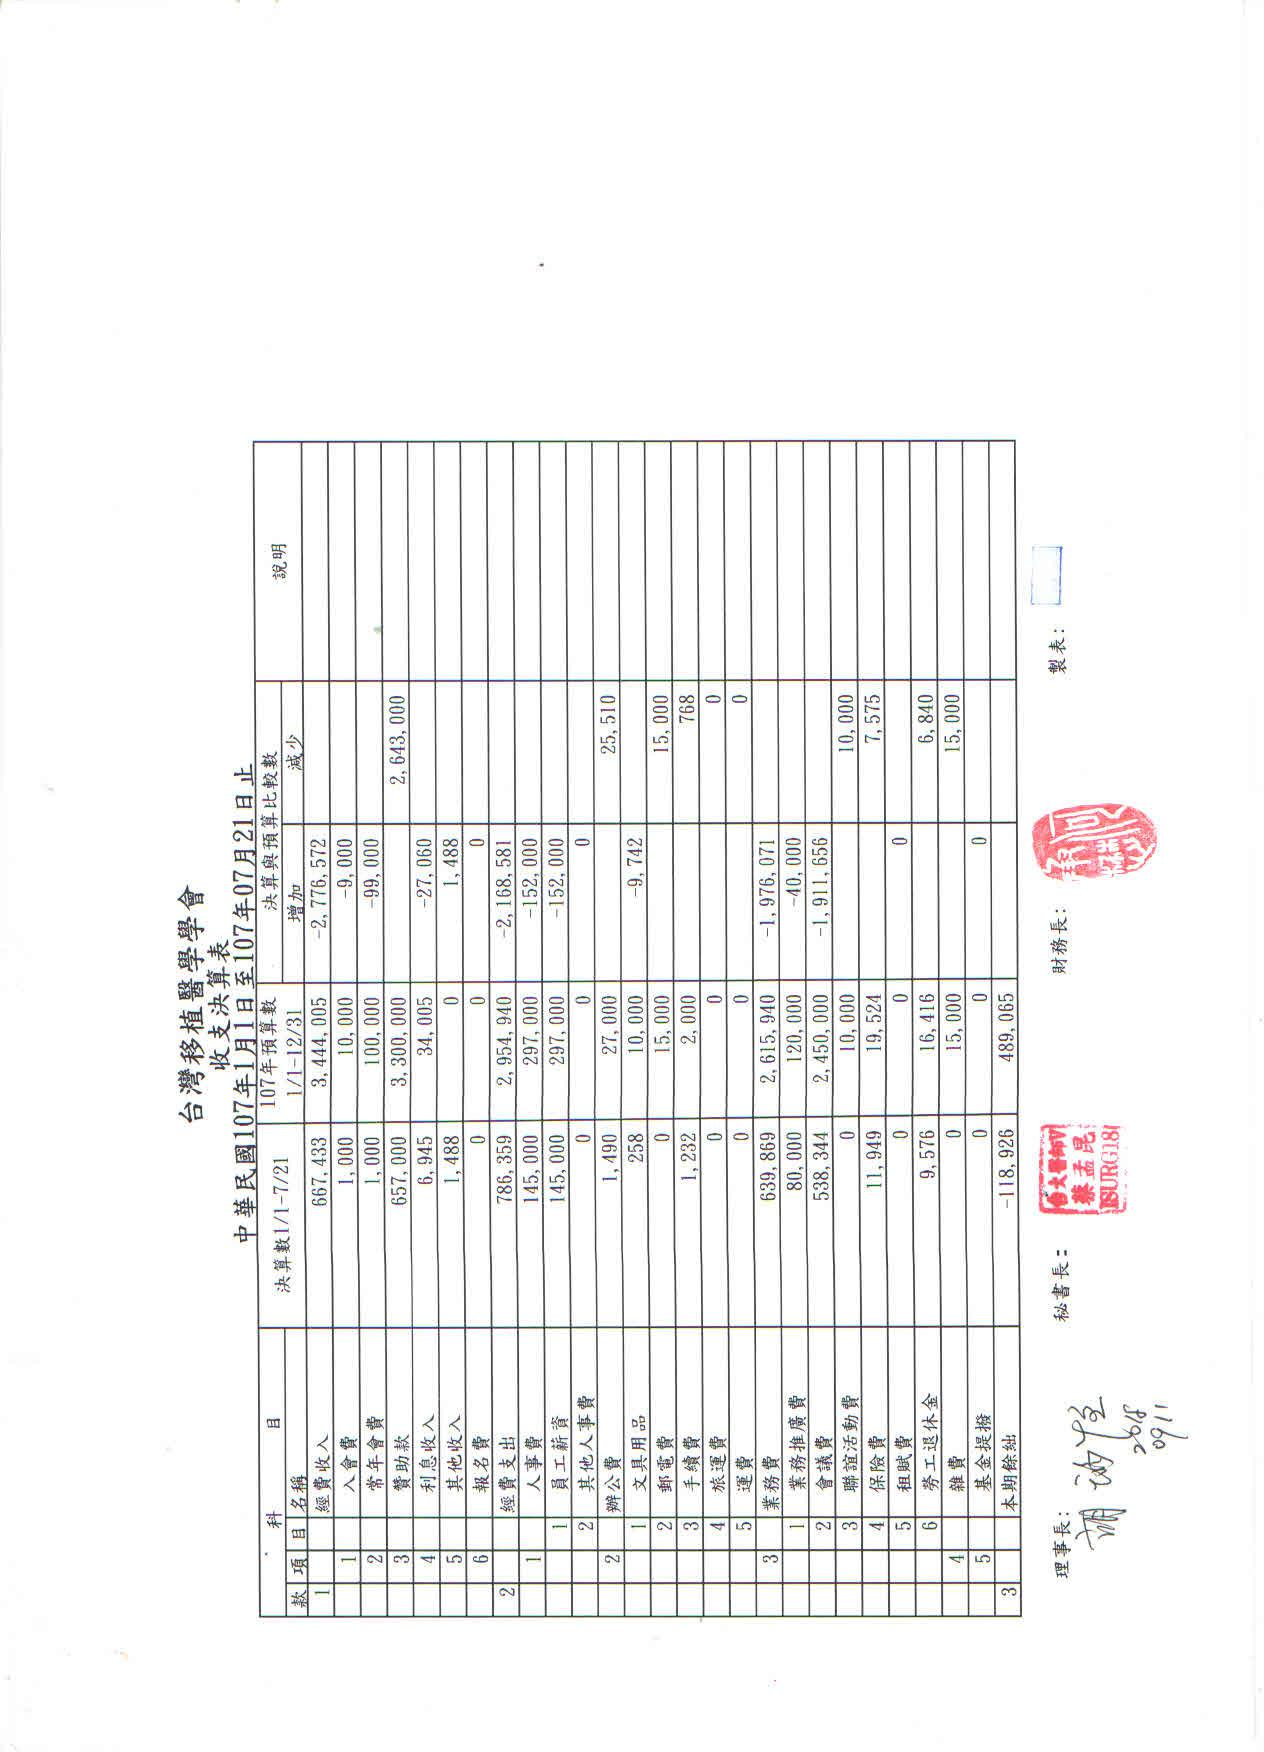 台灣移植醫學學會
收支決算表
中華民國107年1月1日至107年07月21日止
科 目 決算數1/1-7/21 107年預算數 1/1-12/31 決算與預算比較數 說明
款 項 目 名稱 增加 減少
1 經費收入 667,433 3,444,005 -2,776,572
1 入會費 1,000 10,000 -9,000
2 常年會費 1,000 100,000 -99,000
3 贊助款 657,000 3,300,000 2,643,000
4 利息收入 6,945 34,005 -27,060
5 其他收入 1,488 0 1,488
6 報名費 0 0 0
2 經費支出 786,359 2,954,940 -2,168,581
1 人事費 145,000 297,000 -152,000
1 員工薪資 145,000 297,000 -152,000
2 其他人事費 0 0 0
2 辦公費 1,490 27,000 25,510
1 文具用品 258 10,000 -9,742
2 郵電費 0 15,000 15,000
3 手續費 1,232 2,000 768
4 旅運費 0 0 0
5 運費 0 0 0
3 業務費 639,869 2,615,940 -1,976,071
1 業務推廣費 80,000 120,000 -40,000
2 會議費 538,344 2,450,000 -1,911,656
3 聯誼活動費 0 10,000 10,000
4 保險費 11,949 19,524 7,575
5 租賦費 0 0 0
6 勞工退休金 9,576 16,416 6,840
4 雜費 0 15,000 15,000
5 基金提撥 0 0 0
3 本期餘絀 -118,926 489,065
理事長: 秘書長: 財務長: 製表:
台大醫師
蔡孟昆
2018
09/11